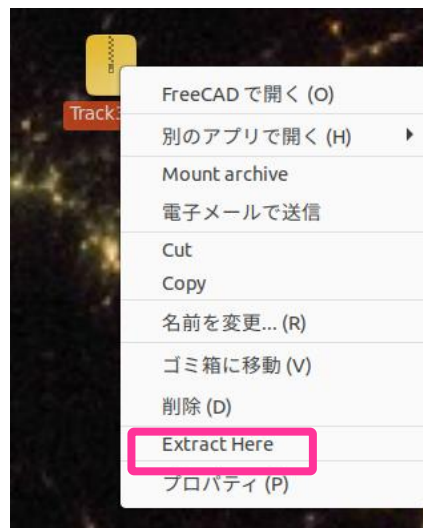 Track3
FreeCAD で開く (O)
別のアプリで開く (H)
Mount archive
電子メールで送信
Cut
Copy
名前を変更... (R)
ゴミ箱に移動 (V)
削除 (D)
Extract Here
プロパティ (P)